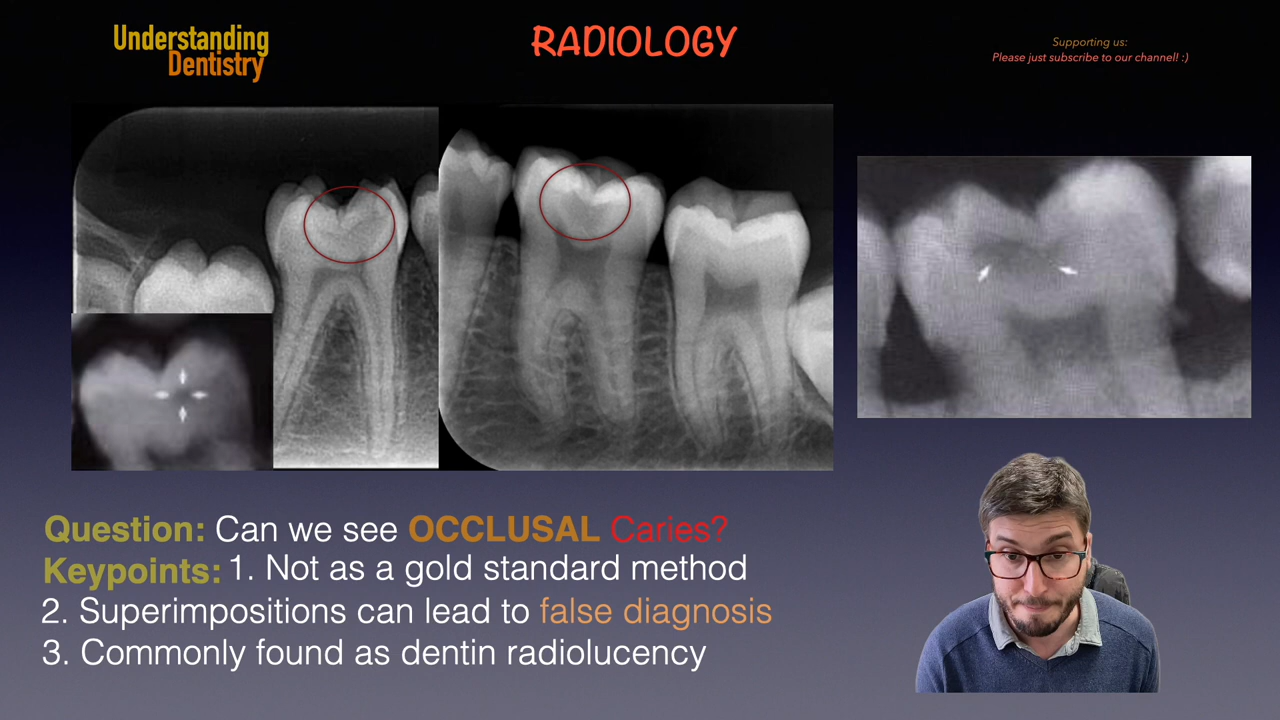 Understanding
Dentistry
RADIOLOGY
Supporting us:
Please just subscribe to our channel! :)
Question: Can we see OCCLUSAL Caries?
Keypoints: 1. Not as a gold standard method
2. Superimpositions can lead to false diagnosis
3. Commonly found as dentin radiolucency